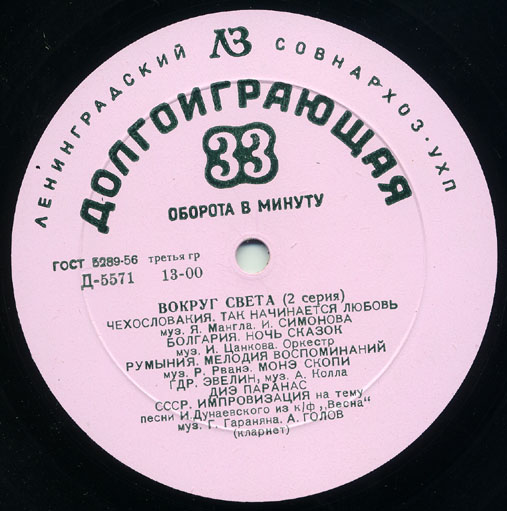 ЛЕНИНГРАДСКИЙ ЛЗ СОВНАРХОЗ · УХП
ДОЛГОИГРАЮЩАЯ
33
ОБОРОТА В МИНУТУ
ГОСТ 5289-56 третья гр
Д-5571 13-00
ВОКРУГ СВЕТА (2 серия)
ЧЕХОСЛОВАКИЯ. ТАК НАЧИНАЕТСЯ ЛЮБОВЬ
муз. Я. Мангла. И. СИМОНОВА
БОЛГАРИЯ. НОЧЬ СКАЗОК
муз. И. Цанкова. Оркестр
РУМЫНИЯ. МЕЛОДИЯ ВОСПОМИНАНИЙ
муз. Р. Рванэ. МОНЭ СКОПИ
ГДР. ЭВЕЛИН, муз. А. Колла
ДИЭ ПАРАНАС
СССР. ИМПРОВИЗАЦИЯ на тему
песни И.Дунаевского из к/ф „Весна"
муз. Г. Гараняна. А. ГОЛОВ
(кларнет)